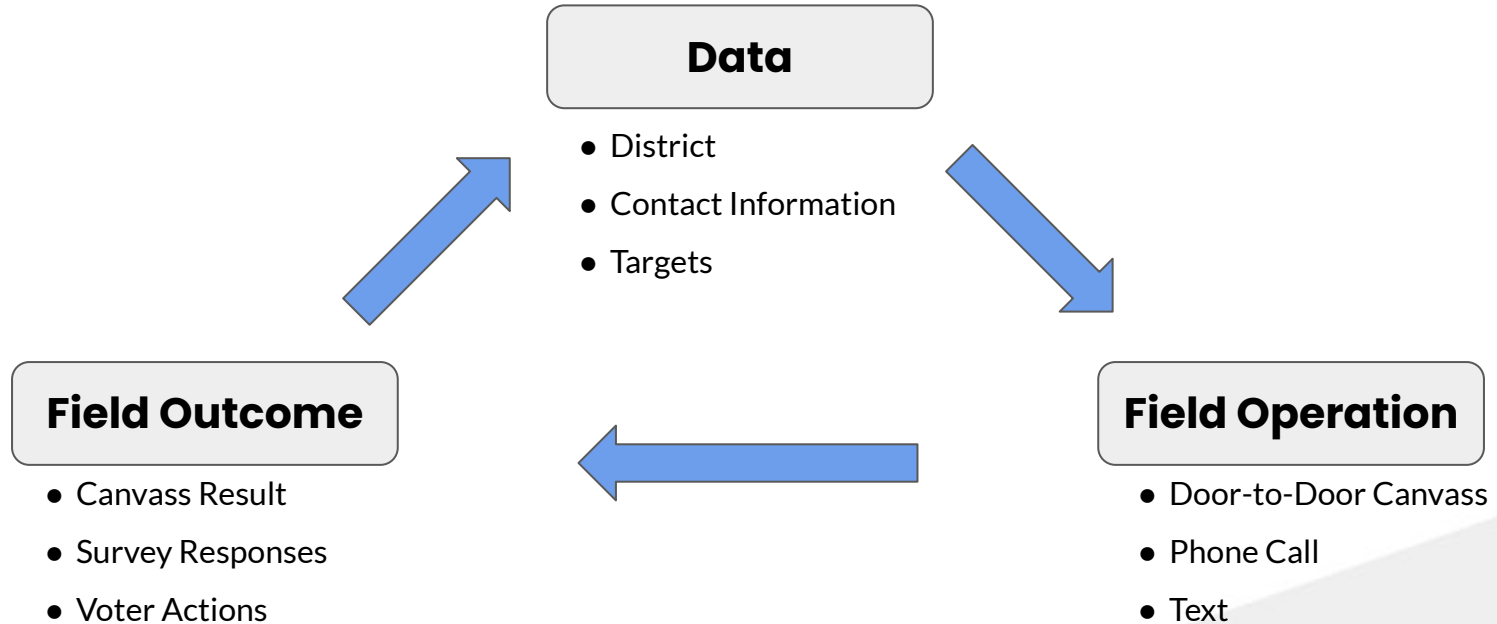 Data
● District
● Contact Information
● Targets
Field Outcome
● Canvass Result
● Survey Responses
● Voter Actions
Field Operation
● Door-to-Door Canvass
● Phone Call
● Text